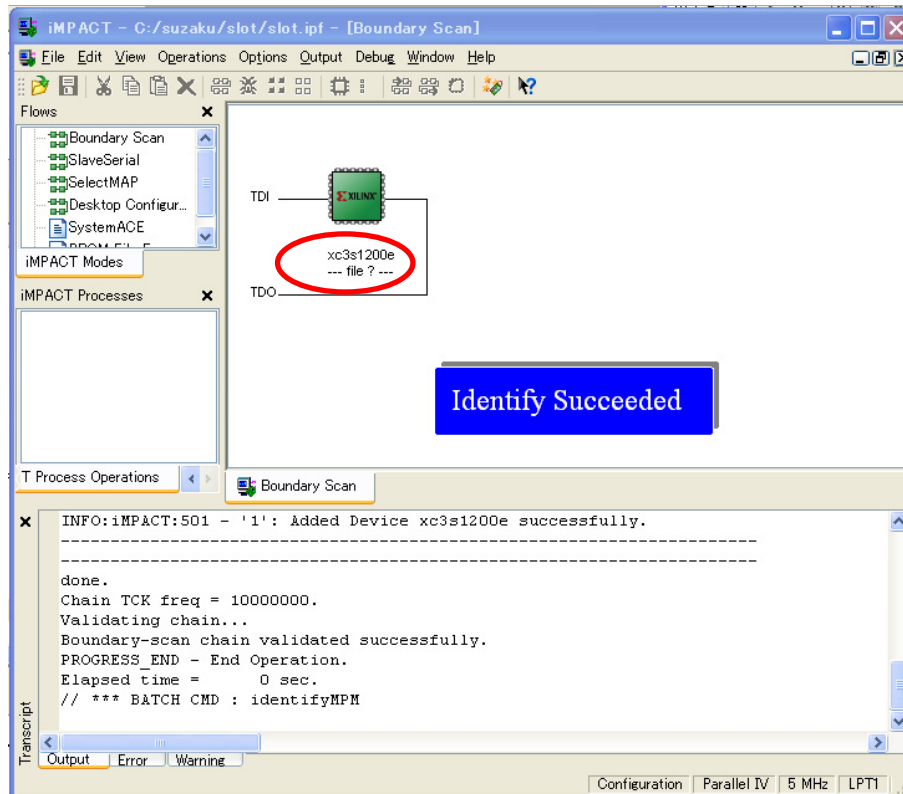 iMPACT - C:/suzaku/slot/slot.ipf - [Boundary Scan]
File Edit View Operations Options Output Debug Window Help
Flows
Boundary Scan
SlaveSerial
SelectMAP
Desktop Configur...
SystemACE
iMPACT Modes
iMPACT Processes
T Process Operations
TDI
XILINX
xc3s1200e
--- file ? ---
TDO
Identify Succeeded
Boundary Scan
INFO:iMPACT:501 - '1': Added Device xc3s1200e successfully.
----------------------------------------------------------------------
----------------------------------------------------------------------
done.
Chain TCK freq = 10000000.
Validating chain...
Boundary-scan chain validated successfully.
PROGRESS_END - End Operation.
Elapsed time =      0 sec.
// *** BATCH CMD : identifyMPM
Transcript
Output Error Warning
Configuration Parallel IV 5 MHz LPT1